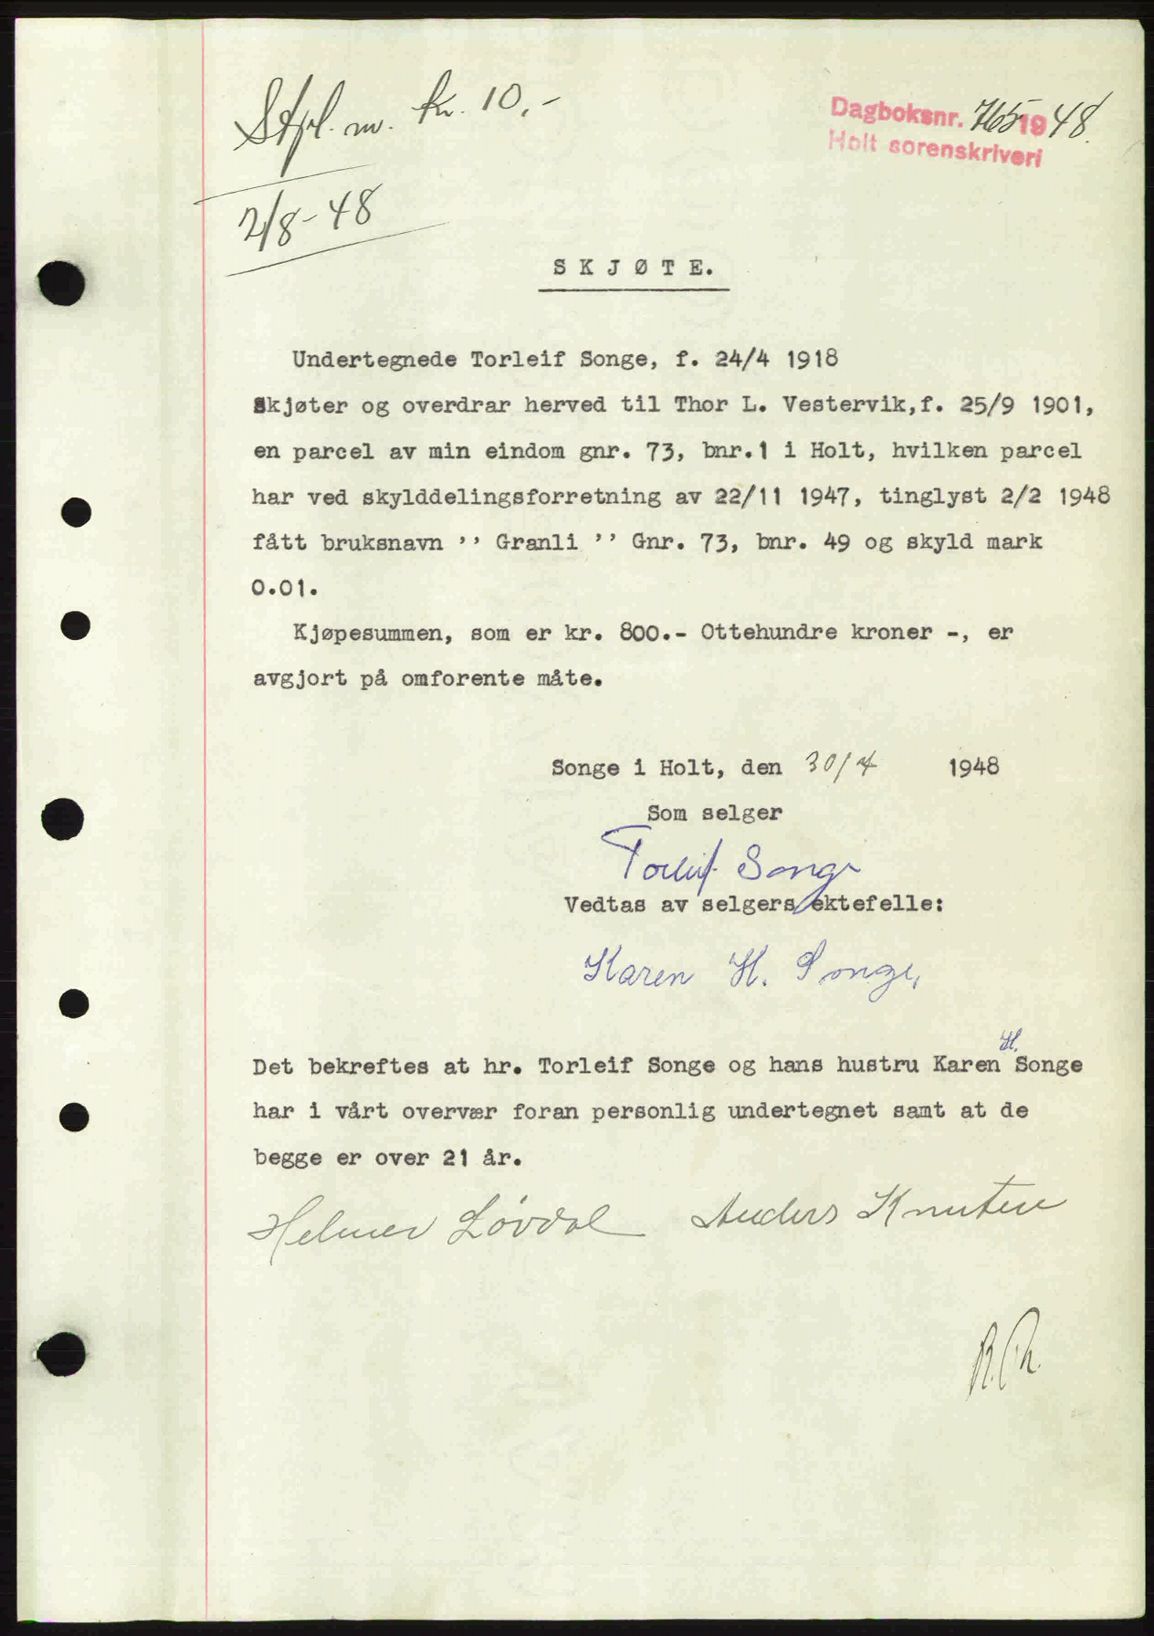 Stpl. m. kr. 10,-
2/8-48
Dagboksnr. 765 1948.
Holt sorenskriveri
SKJØTE.
Undertegnede Torleif Songe, f. 24/4 1918
Skjøter og overdrar herved til Thor L. Vestervik,f. 25/9 1901,
en parcel av min eindom gnr. 73, bnr.1 i Holt, hvilken parcel
har ved skylddelingsforretning av 22/11 1947, tinglyst 2/2 1948
fått bruksnavn '' Granli '' Gnr. 73, bnr. 49 og skyld mark
0.01.
Kjøpesummen, som er kr. 800.- Ottehundre kroner -, er
avgjort på omforente måte.
Songe i Holt, den 30/4 1948
Som selger
Torleif Songe
Vedtas av selgers ektefelle:
Karen H. Songe,
H.
Det bekreftes at hr. Torleif Songe og hans hustru Karen Songe
har i vårt overvær foran personlig undertegnet samt at de
begge er over 21 år.
Helmer Løvdal Anders Knutsen